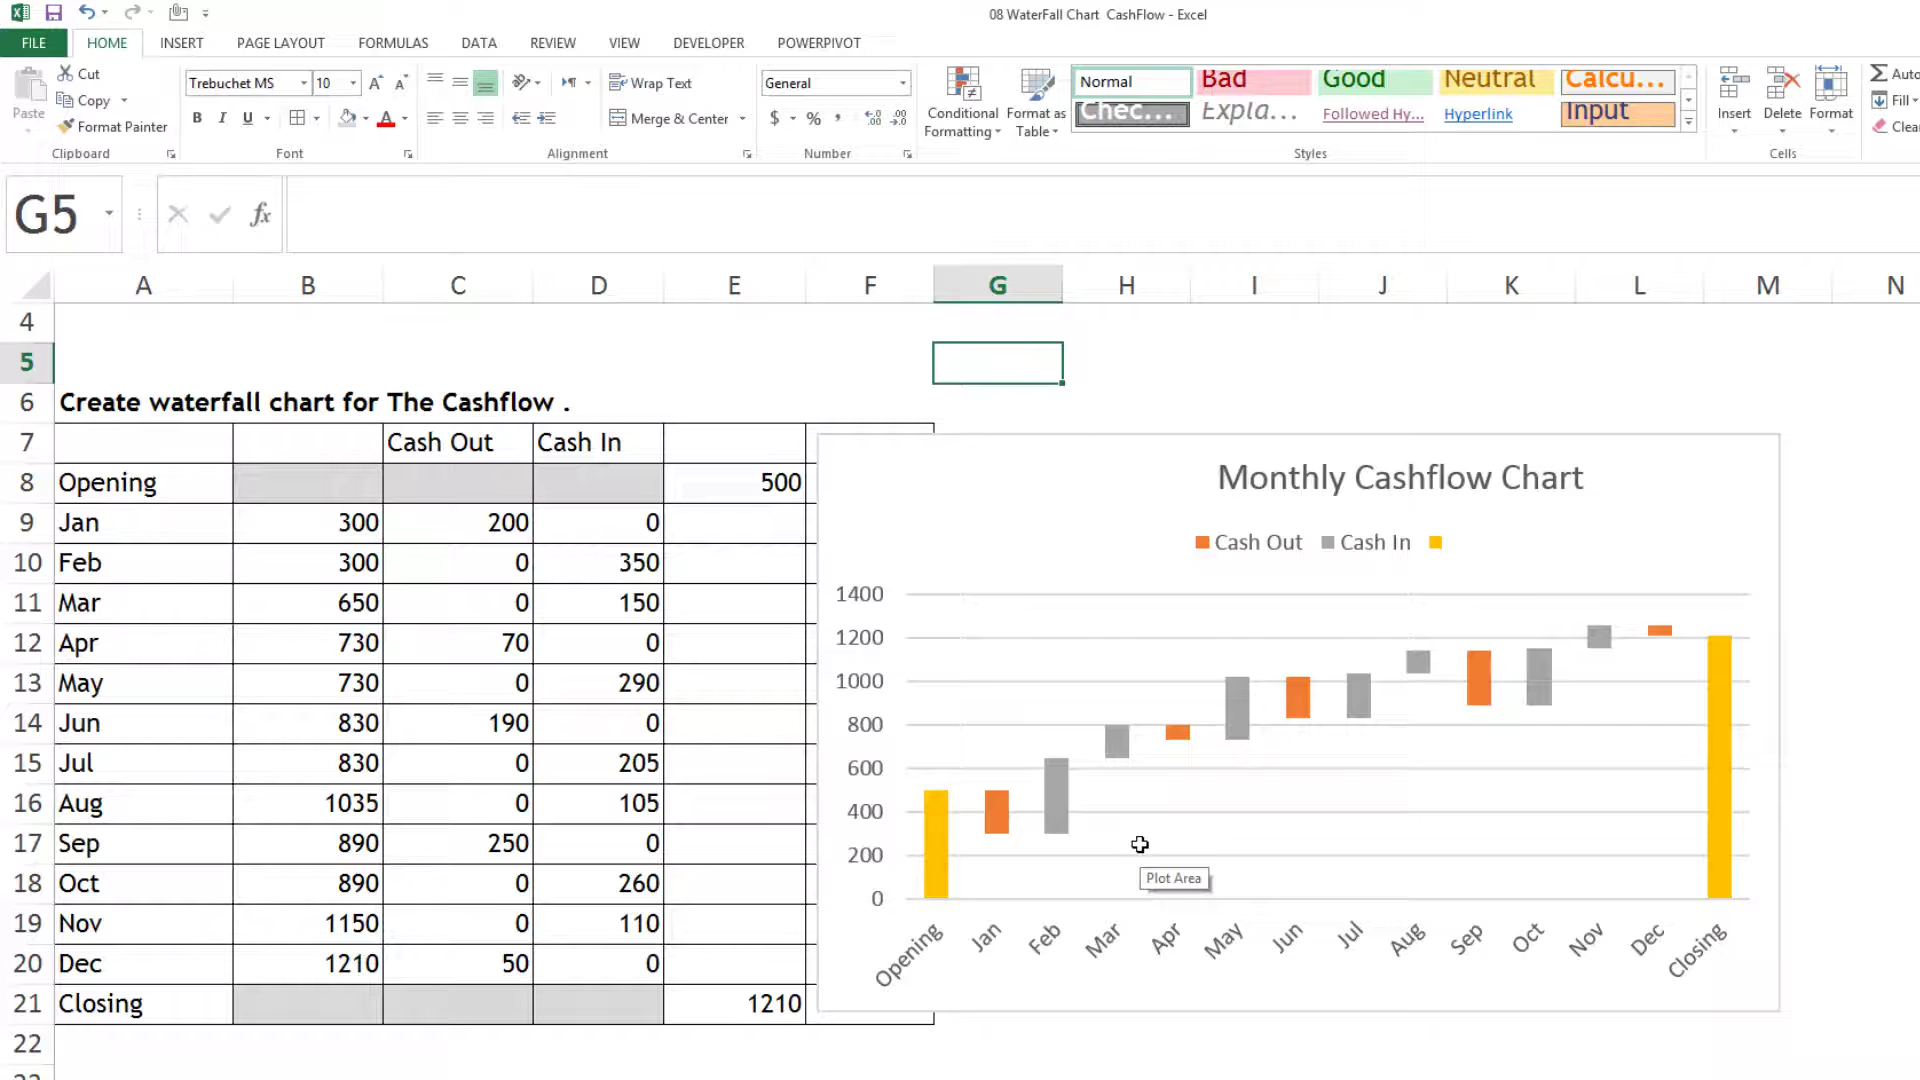 08 WaterFall Chart CashFlow - Excel
FILE HOME INSERT PAGE LAYOUT FORMULAS DATA REVIEW VIEW DEVELOPER POWERPIVOT
Paste
Cut
Copy
Format Painter
Clipboard
Trebuchet MS 10
B I U
Font
Wrap Text
Merge & Center
Alignment
General
$ % ,
Number
Conditional Formatting
Format as Table
Normal Bad Good Neutral Calcu...
Chec... Expla... Followed Hy... Hyperlink Input
Styles
Insert Delete Format
Cells
Auto
Fill
Clea
G5 fx
A B C D E F G H I J K L M N
4
5
6 Create waterfall chart for The Cashflow .
7 Cash Out Cash In
8 Opening 500
9 Jan 300 200 0
10 Feb 300 0 350
11 Mar 650 0 150
12 Apr 730 70 0
13 May 730 0 290
14 Jun 830 190 0
15 Jul 830 0 205
16 Aug 1035 0 105
17 Sep 890 250 0
18 Oct 890 0 260
19 Nov 1150 0 110
20 Dec 1210 50 0
21 Closing 1210
22
Monthly Cashflow Chart
Cash Out Cash In
1400
1200
1000
800
600
400
200
0
Plot Area
Opening Jan Feb Mar Apr May Jun Jul Aug Sep Oct Nov Dec Closing